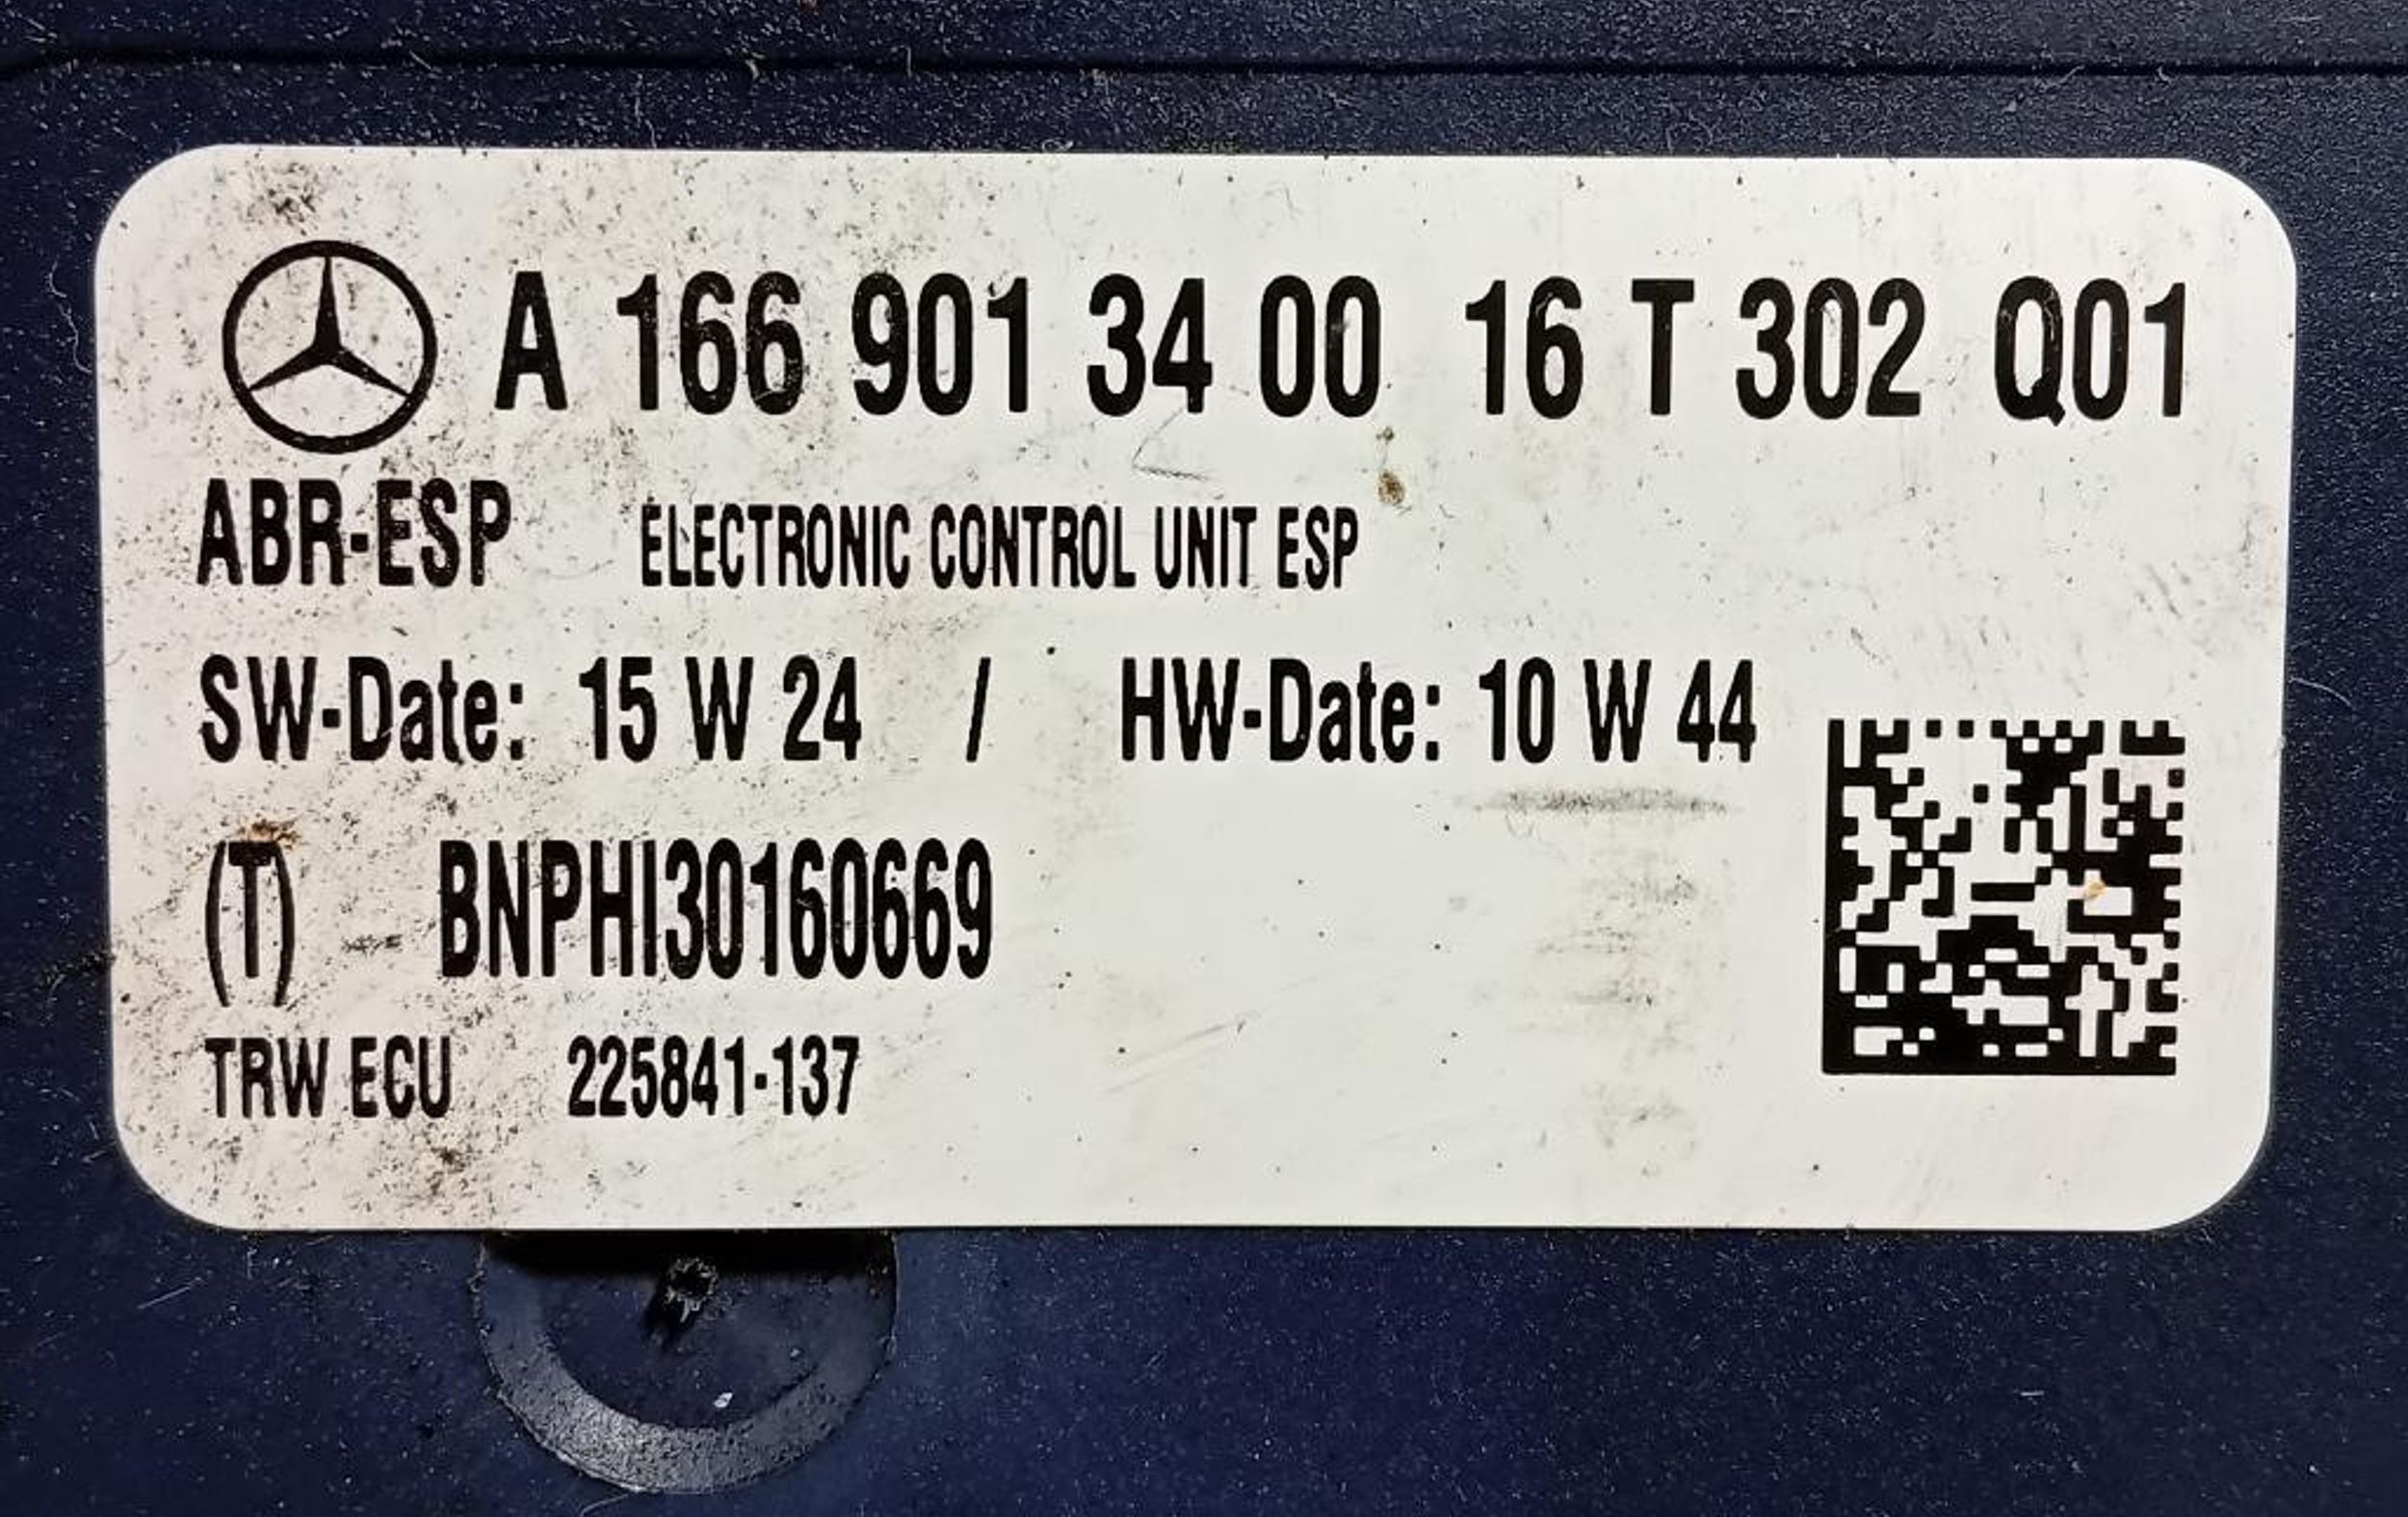 A 166 901 34 00 16 T 302 Q01
ABR-ESP ELECTRONIC CONTROL UNIT ESP
SW-Date: 15 W 24 / HW-Date: 10 W 44
(T) BNPHI30160669
TRW ECU 225841-137